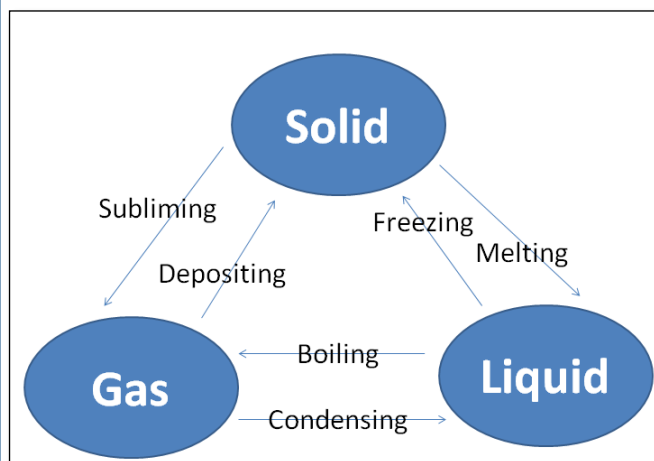 Solid
Subliming
Freezing
Melting
Depositing
Boiling
Gas
Liquid
Condensing